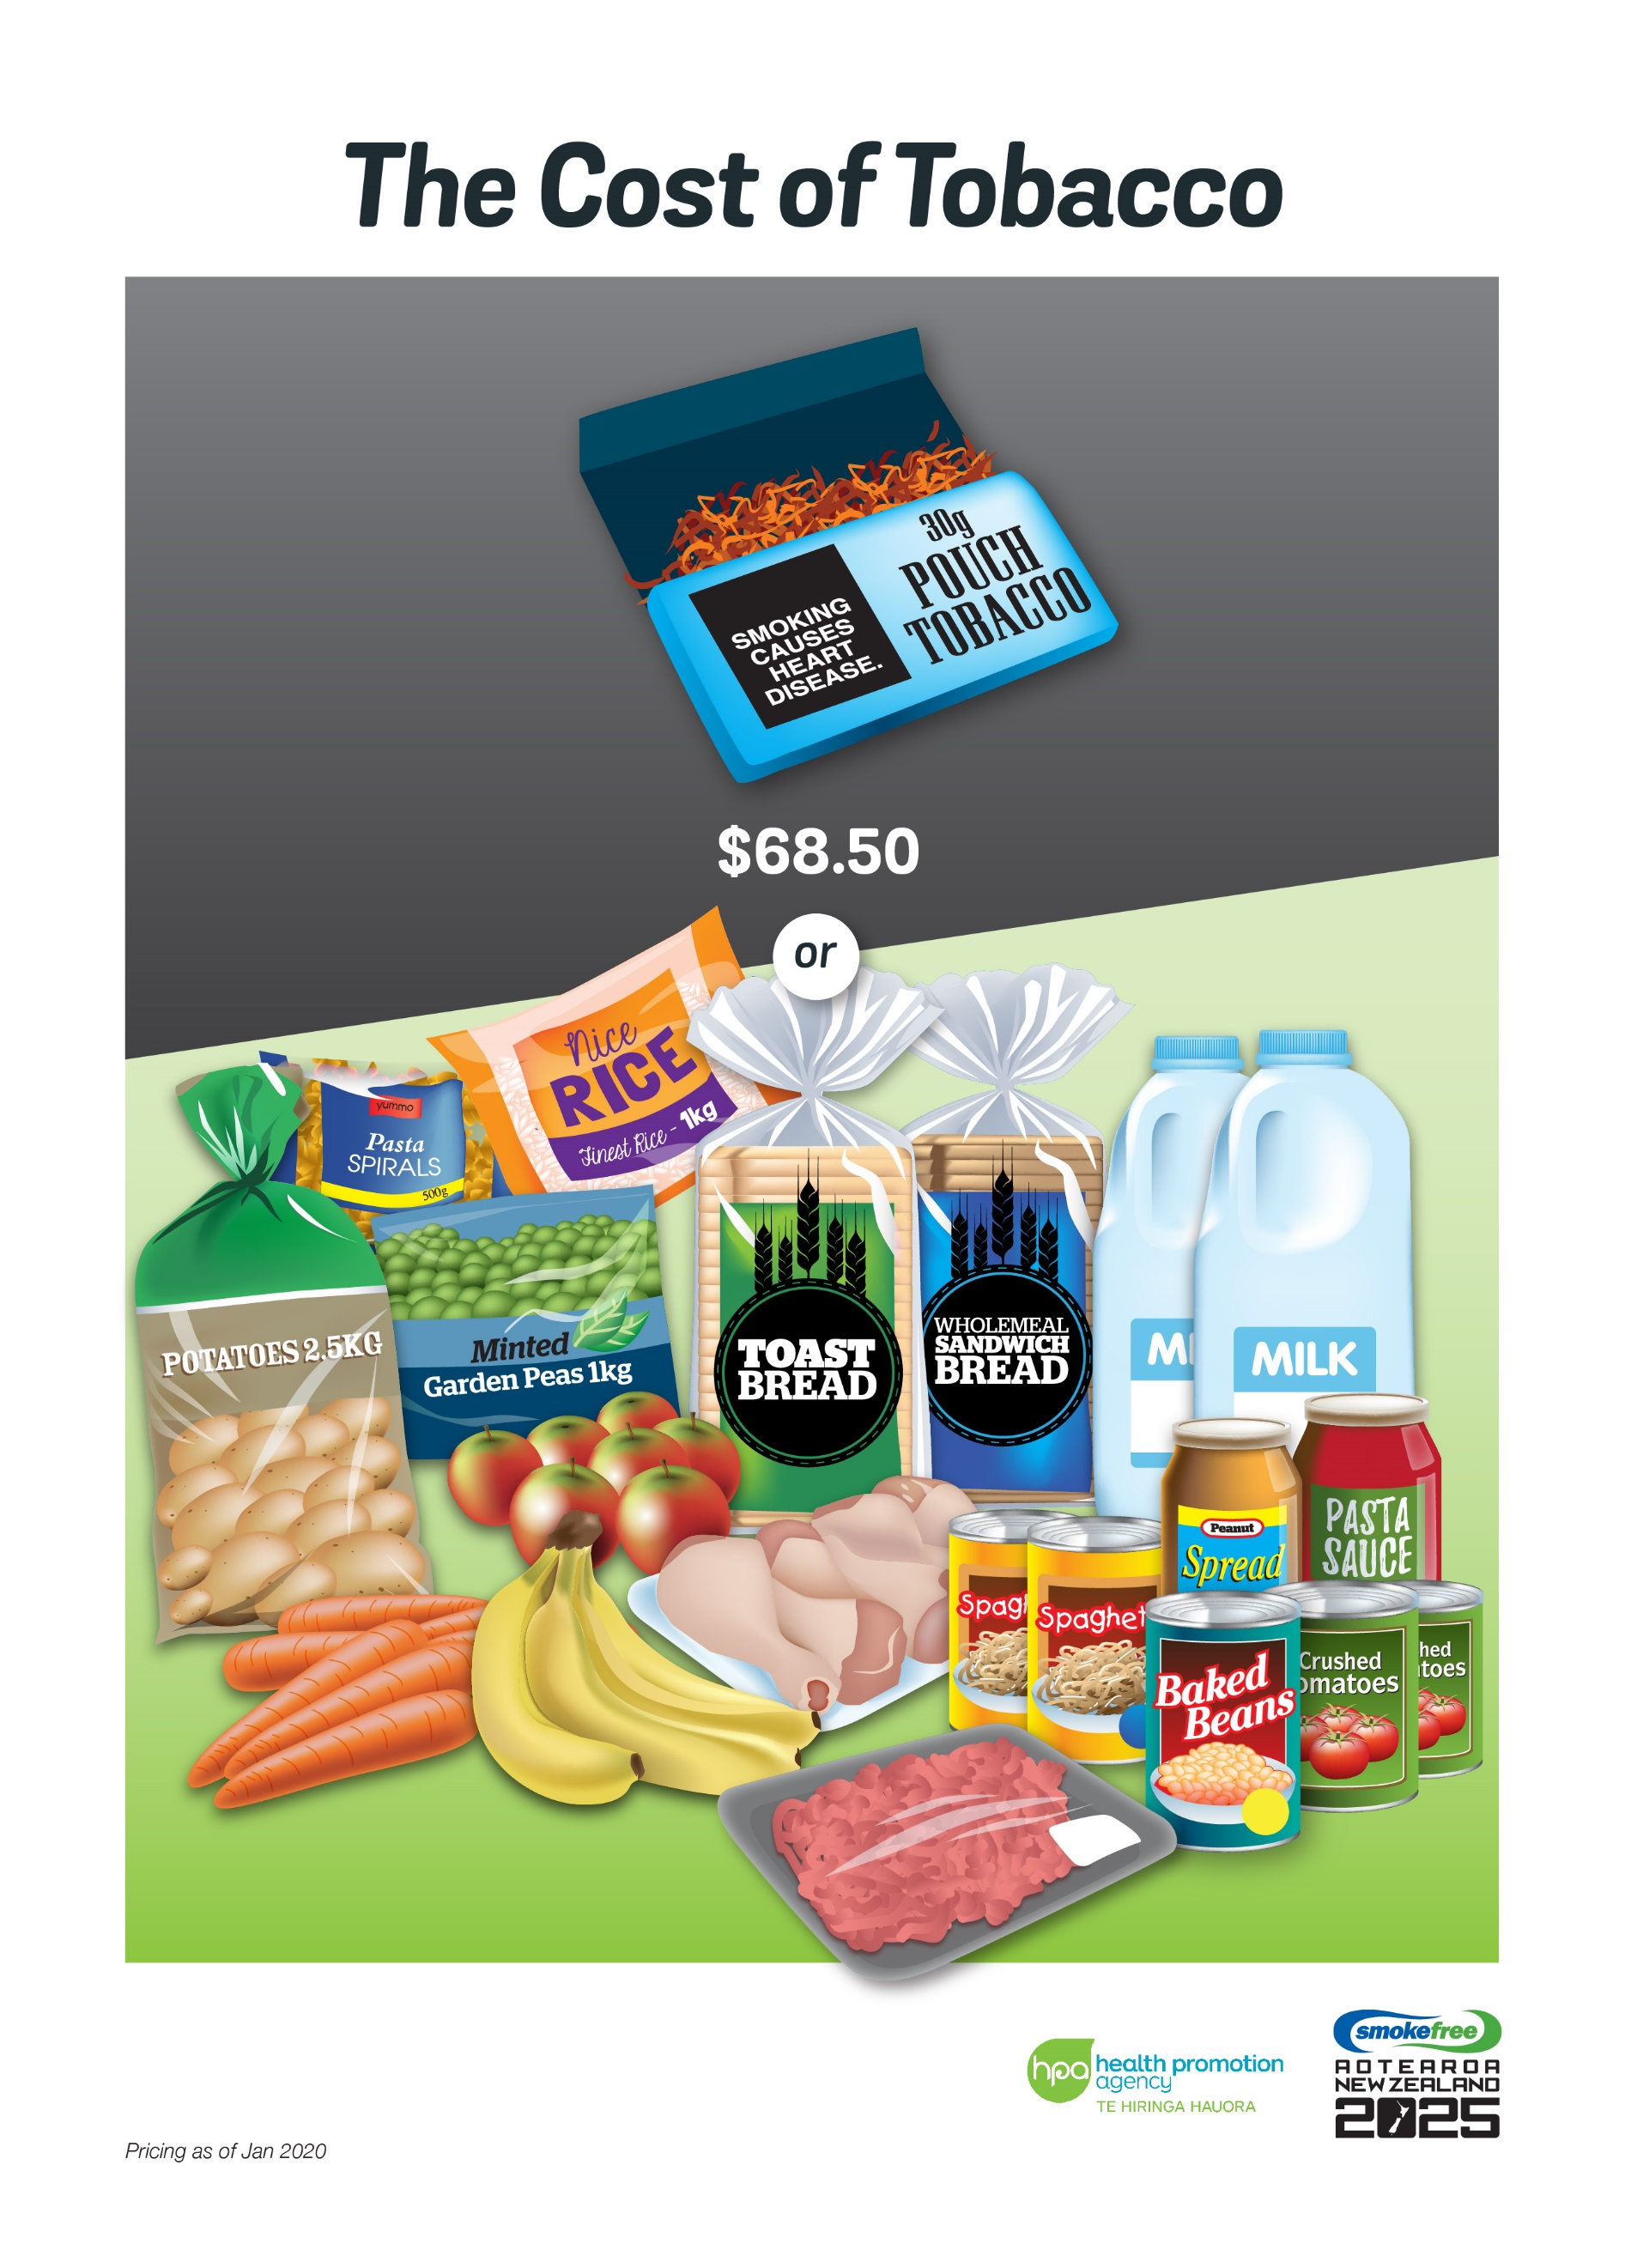 The Cost of Tobacco
30g
POUCH
TOBACCO
SMOKING
CAUSES
HEART
DISEASE.
$68.50
or
Nice
RICE
Finest Rice - 1kg
yummo
Pasta
SPIRALS
500g
POTATOES 2.5KG
Minted
Garden Peas 1kg
TOAST
BREAD
WHOLEMEAL
SANDWICH
BREAD
MI
MILK
Peanut
Spread
PASTA
SAUCE
Spag
Spaghet
Baked
Beans
Crushed
omatoes
hed
toes
hpa health promotion
agency
TE HIRINGA HAUORA
smokefree
AOTEAROA
NEW ZEALAND
2025
Pricing as of Jan 2020